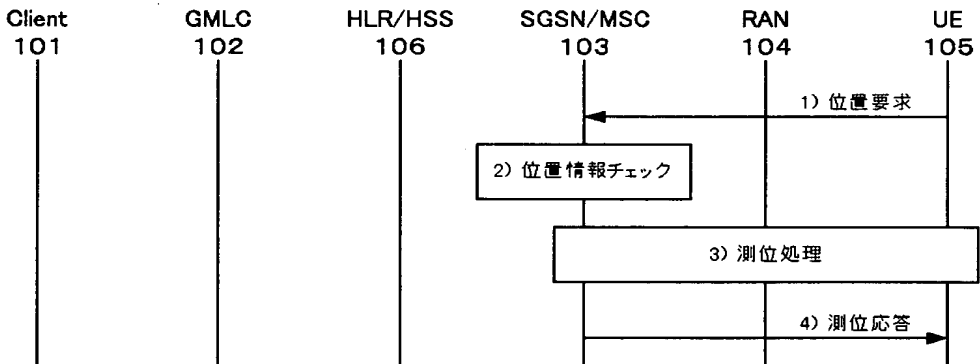 Client GMLC HLR/HSS SGSN/MSC RAN UE
101 102 106 103 104 105
1) 位置要求
2) 位置情報チェック
3) 測位処理
4) 測位応答